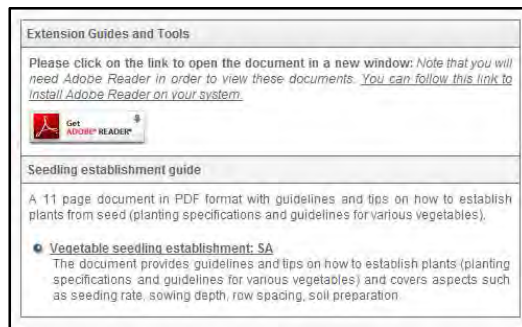 Extension Guides and Tools
Please click on the link to open the document in a new window: Note that you will
need Adobe Reader in order to view these documents. You can follow this link to
install Adobe Reader on your system.
Get
ADOBE® READER®
Seedling establishment guide
A 11 page document in PDF format with guidelines and tips on how to establish
plants from seed (planting specifications and guidelines for various vegetables).
Vegetable seedling establishment: SA
The document provides guidelines and tips on how to establish plants (planting
specifications and guidelines for various vegetables) and covers aspects such
as seeding rate, sowing depth, row spacing, soil preparation.